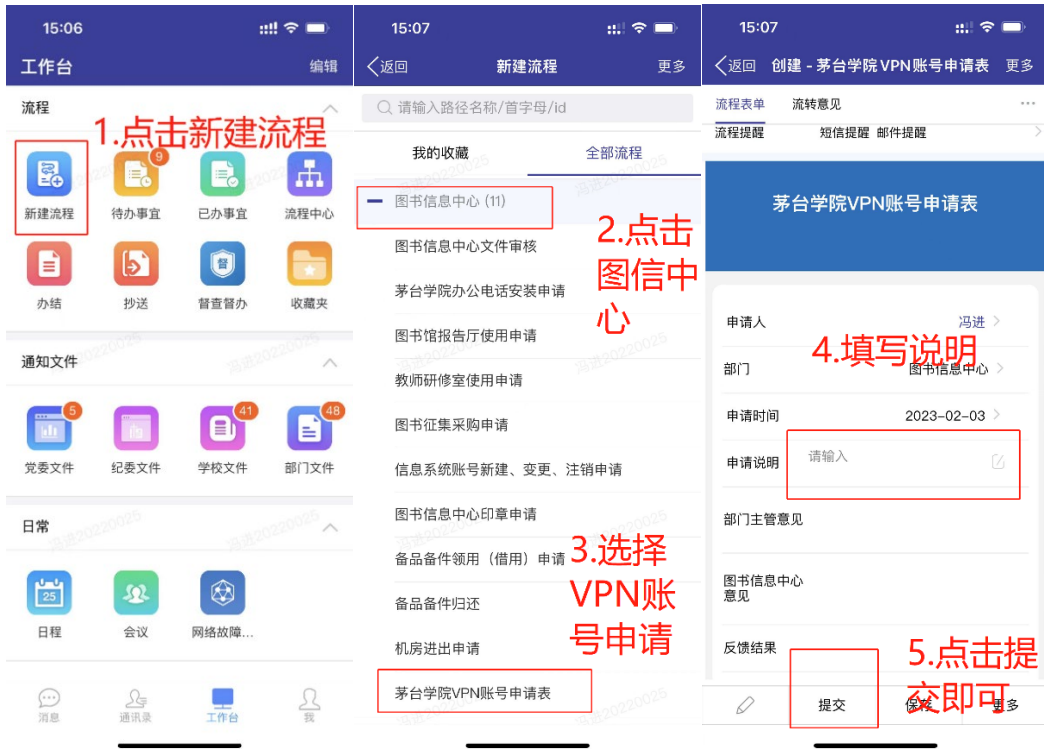 15:06
工作台
编辑
流程
1.点击新建流程
9
新建流程
待办事宜
已办事宜
流程中心
办结
抄送
督查督办
收藏夹
通知文件
5
41
48
党委文件
纪委文件
学校文件
部门文件
日常
25
日程
会议
网络故障...
消息
通讯录
工作台
我
15:07
返回
新建流程
更多
请输入路径名称/首字母/id
我的收藏
全部流程
图书信息中心 (11)
2.点击
图信中
心
图书信息中心文件审核
茅台学院办公电话安装申请
图书馆报告厅使用申请
教师研修室使用申请
图书征集采购申请
信息系统账号新建、变更、注销申请
图书信息中心印章申请
备品备件领用（借用）申请
备品备件归还
机房进出申请
3.选择
VPN账
号申请
茅台学院VPN账号申请表
15:07
返回
创建 - 茅台学院VPN账号申请表
更多
流程表单
流转意见
流程提醒
短信提醒 邮件提醒
茅台学院VPN账号申请表
申请人
冯进
4.填写说明
部门
图书信息中心
申请时间
2023-02-03
申请说明
请输入
部门主管意见
图书信息中心
意见
反馈结果
5.点击提
交即可
提交
保存
更多
冯进20220025